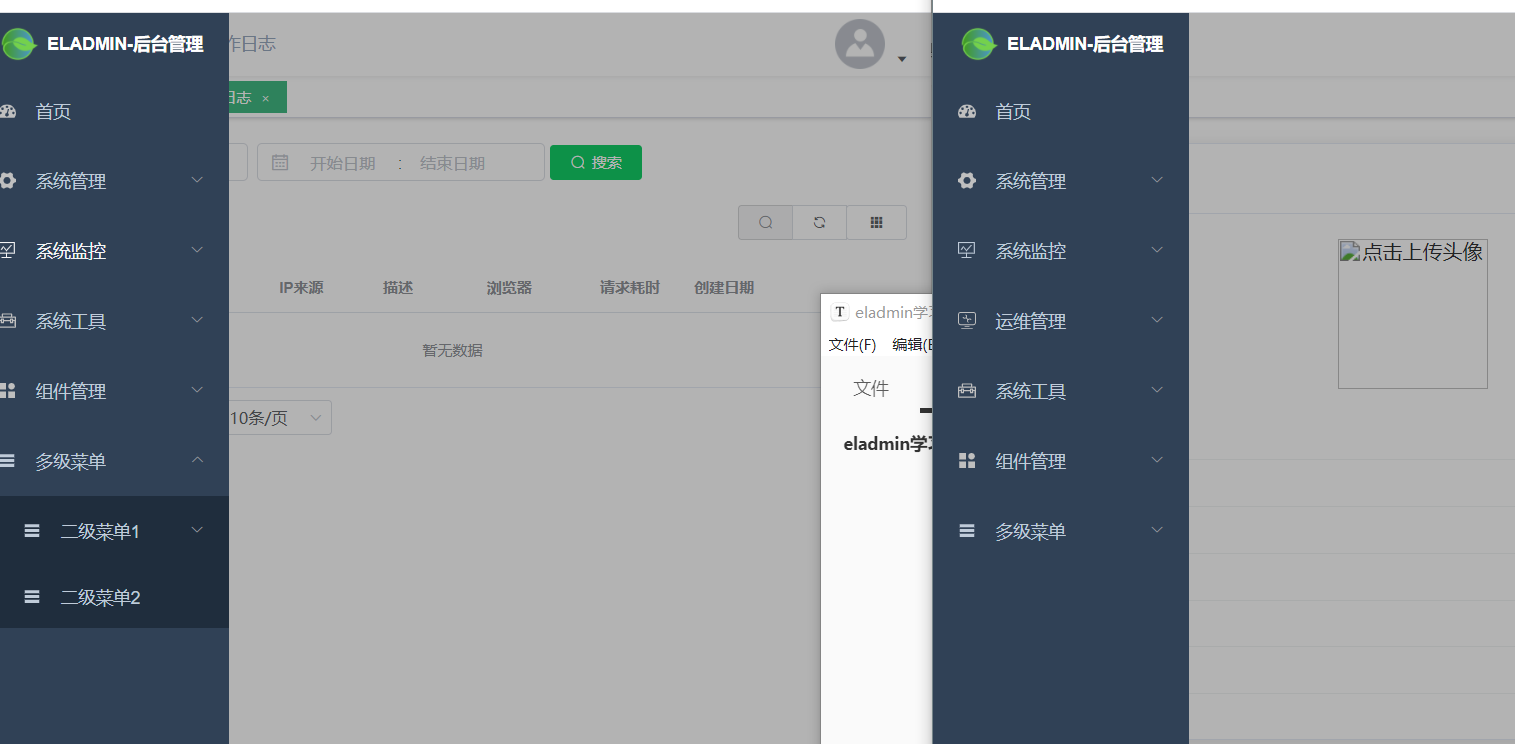 ELADMIN-后台管理
作日志
日志 ×
首页
系统管理
系统监控
系统工具
组件管理
多级菜单
二级菜单1
二级菜单2
开始日期 : 结束日期
搜索
IP来源 描述 浏览器 请求耗时 创建日期
暂无数据
10条/页
T eladmin学习
文件(F) 编辑(E
文件
eladmin学习
ELADMIN-后台管理
首页
系统管理
系统监控
运维管理
系统工具
组件管理
多级菜单
点击上传头像